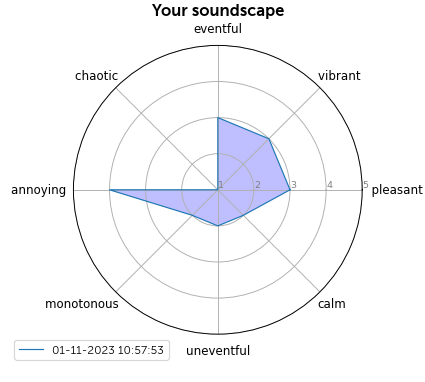 Your soundscape
eventful
chaotic
vibrant
annoying
1 2 3 4 5
pleasant
monotonous
calm
uneventful
01-11-2023 10:57:53